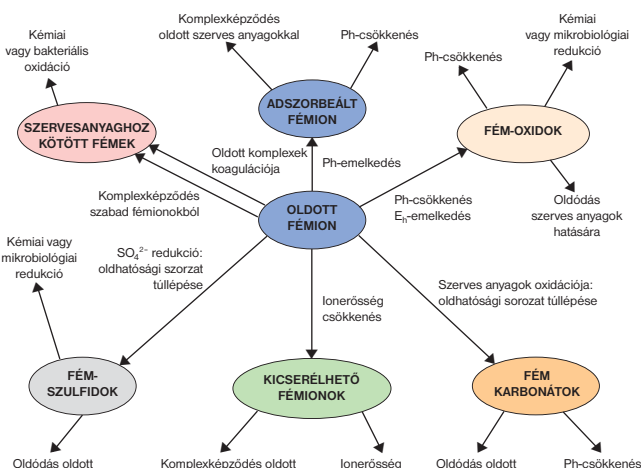 Kémiai
vagy bakteriális
oxidáció
Komplexképződés
oldott szerves anyagokkal
Ph-csökkenés
Kémiai
vagy mikrobiológiai
redukció
Ph-csökkenés
SZERVESANYAGHOZ
KÖTÖTT FÉMEK
ADSZORBEÁLT
FÉMION
FÉM-OXIDOK
Oldott komplexek
koagulációja
Ph-emelkedés
Komplexképződés
szabad fémionokból
OLDOTT
FÉMION
Ph-csökkenés
Eₕ-emelkedés
Oldódás
szerves anyagok
hatására
Kémiai vagy
mikrobiológiai
redukció
SO₄²⁻ redukció:
oldhatósági szorzat
túllépése
Ionerősség
csökkenés
Szerves anyagok oxidációja:
oldhatósági sorozat túllépése
FÉM-
SZULFIDOK
KICSERÉLHETŐ
FÉMIONOK
FÉM
KARBONÁTOK
Oldódás oldott
Komplexképződés oldott
Ionerősség
Oldódás oldott
Ph-csökkenés